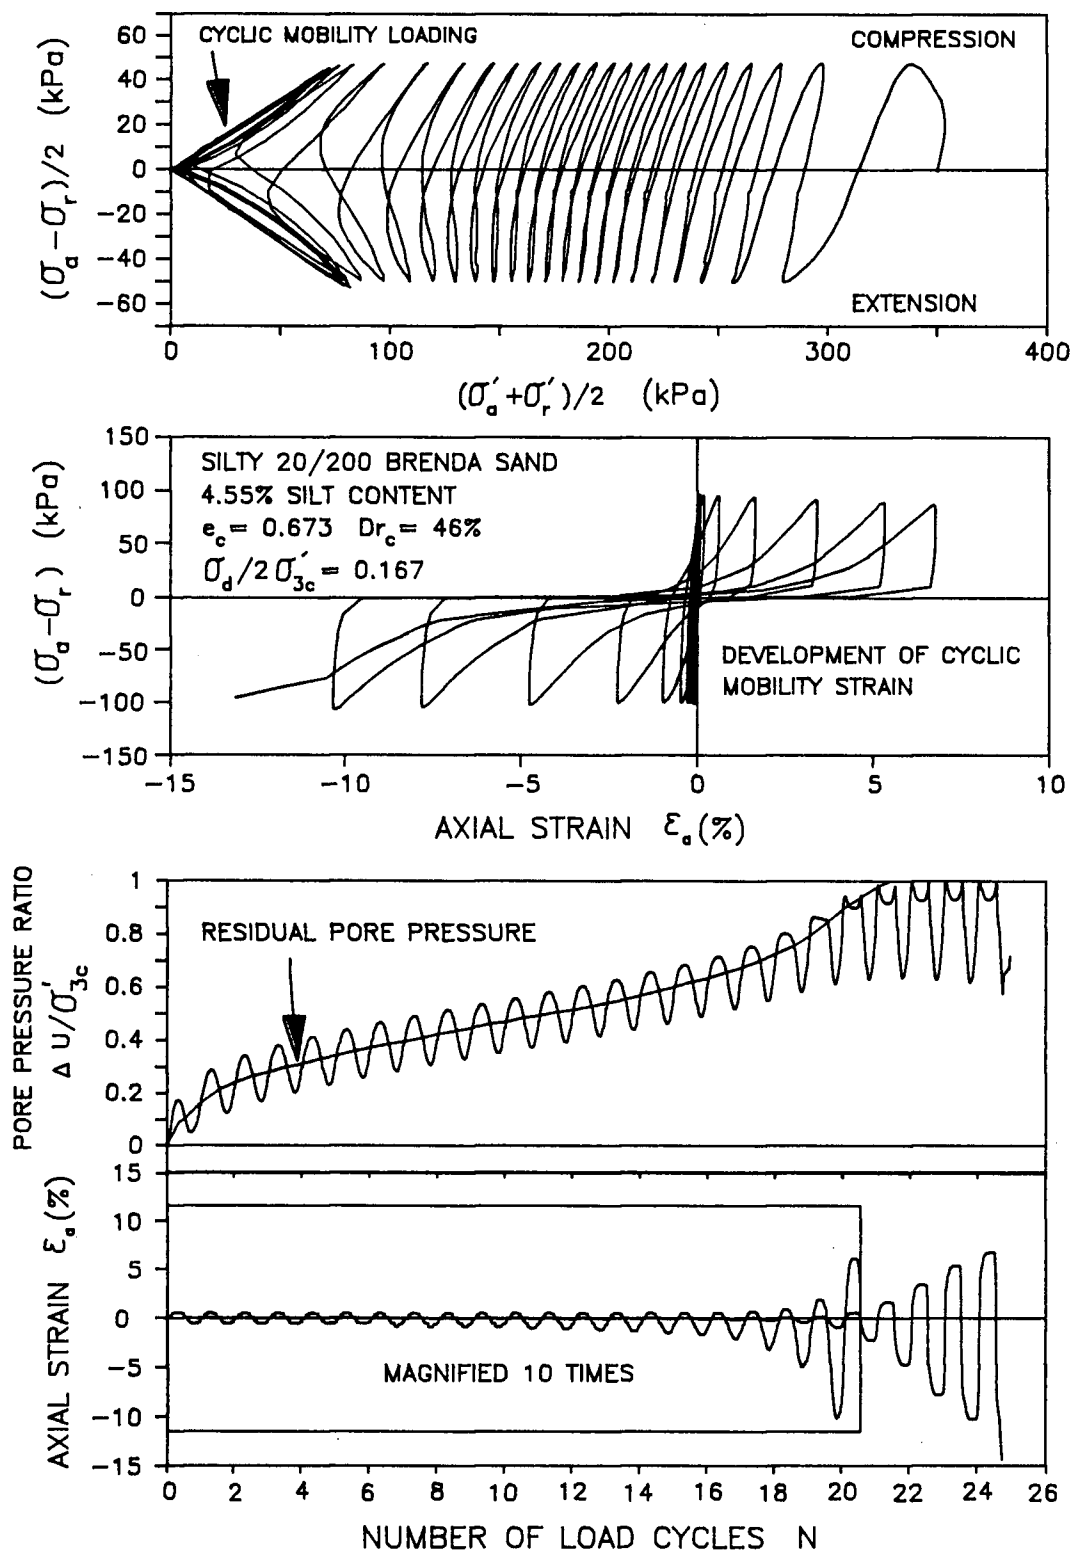 CYCLIC MOBILITY LOADING
COMPRESSION
EXTENSION
(σa−σr)/2 (kPa)
60
40
20
0
−20
−40
−60
0
100
200
300
400
(σa′+σr′)/2 (kPa)
SILTY 20/200 BRENDA SAND
4.55% SILT CONTENT
ec= 0.673 Drc= 46%
σd/2σ3c′= 0.167
DEVELOPMENT OF CYCLIC
MOBILITY STRAIN
(σa−σr) (kPa)
150
100
50
0
−50
−100
−150
−15
−10
−5
0
5
10
AXIAL STRAIN εa(%)
RESIDUAL PORE PRESSURE
PORE PRESSURE RATIO
ΔU/σ3c′
1
0.8
0.6
0.4
0.2
0
AXIAL STRAIN εa(%)
15
10
5
0
−5
−10
−15
MAGNIFIED 10 TIMES
0
2
4
6
8
10
12
14
16
18
20
22
24
26
NUMBER OF LOAD CYCLES N